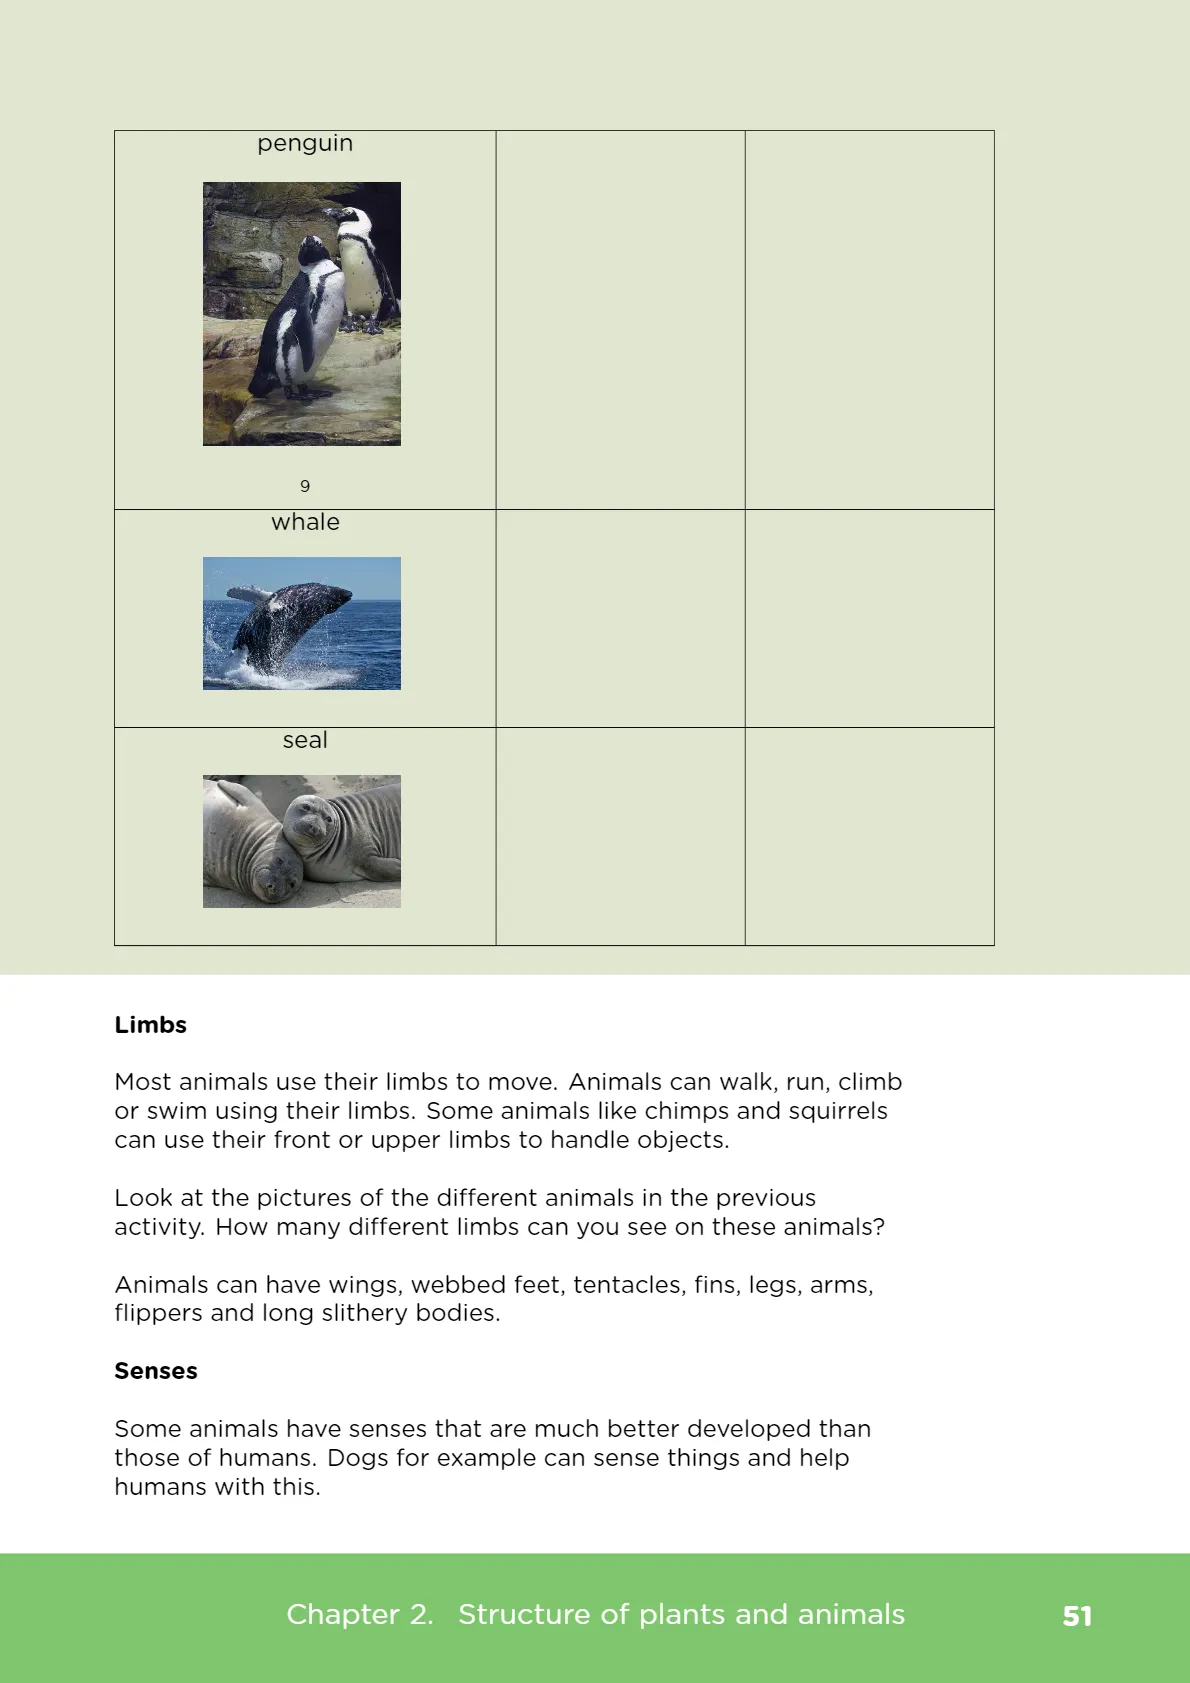 penguin
9
whale
seal
Limbs
Most animals use their limbs to move. Animals can walk, run, climb
or swim using their limbs. Some animals like chimps and squirrels
can use their front or upper limbs to handle objects.
Look at the pictures of the different animals in the previous
activity. How many different limbs can you see on these animals?
Animals can have wings, webbed feet, tentacles, fins, legs, arms,
flippers and long slithery bodies.
Senses
Some animals have senses that are much better developed than
those of humans. Dogs for example can sense things and help
humans with this.
Chapter 2. Structure of plants and animals 51